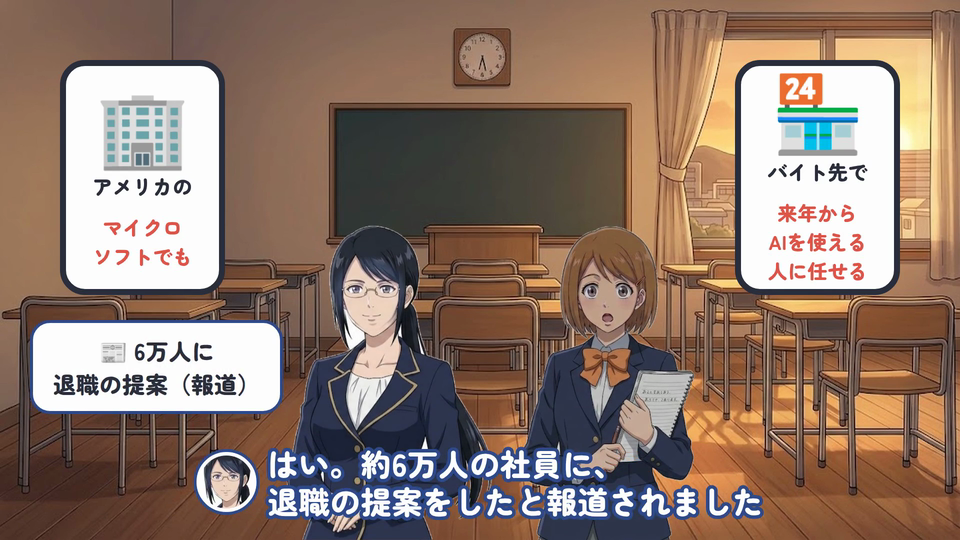 アメリカの
マイクロ
ソフトでも
24
バイト先で
来年から
AIを使える
人に任せる
6万人に
退職の提案（報道）
はい。約6万人の社員に、
退職の提案をしたと報道されました